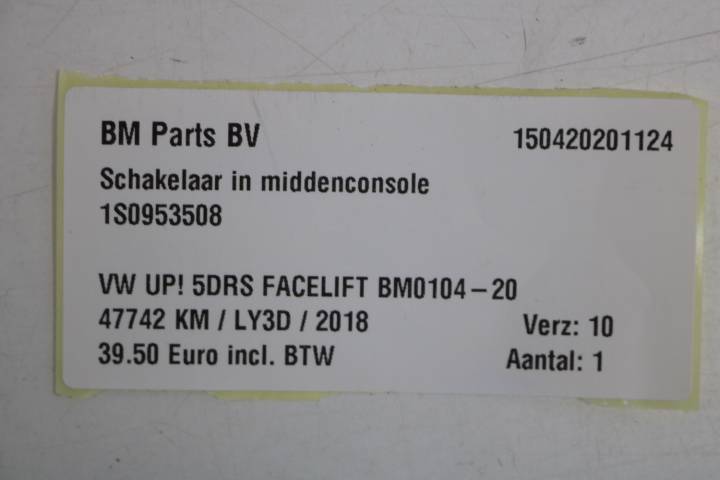 BM Parts BV 150420201124
Schakelaar in middenconsole
1S0953508
VW UP! 5DRS FACELIFT BM0104-20
47742 KM / LY3D / 2018 Verz: 10
39.50 Euro incl. BTW Aantal: 1